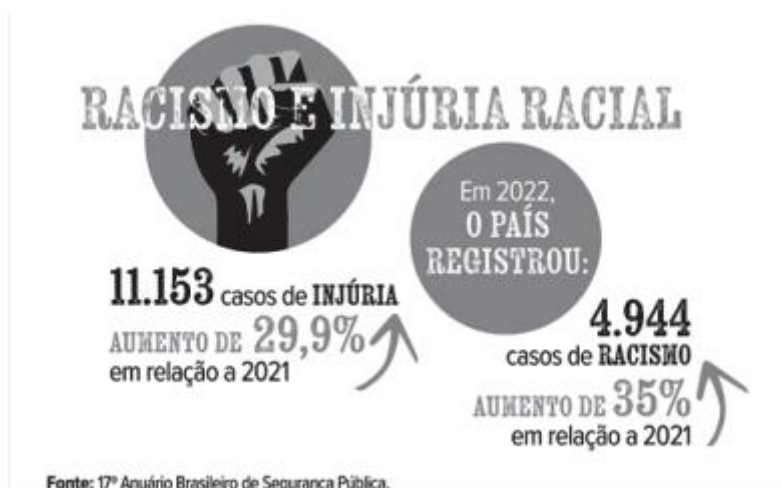 RACISMO E INJÚRIA RACIAL
Em 2022,
O PAÍS
REGISTROU:
11.153 casos de INJÚRIA
AUMENTO DE 29,9%
em relação a 2021
4.944
casos de RACISMO
AUMENTO DE 35%
em relação a 2021
Fonte: 17º Anuário Brasileiro de Segurança Pública.